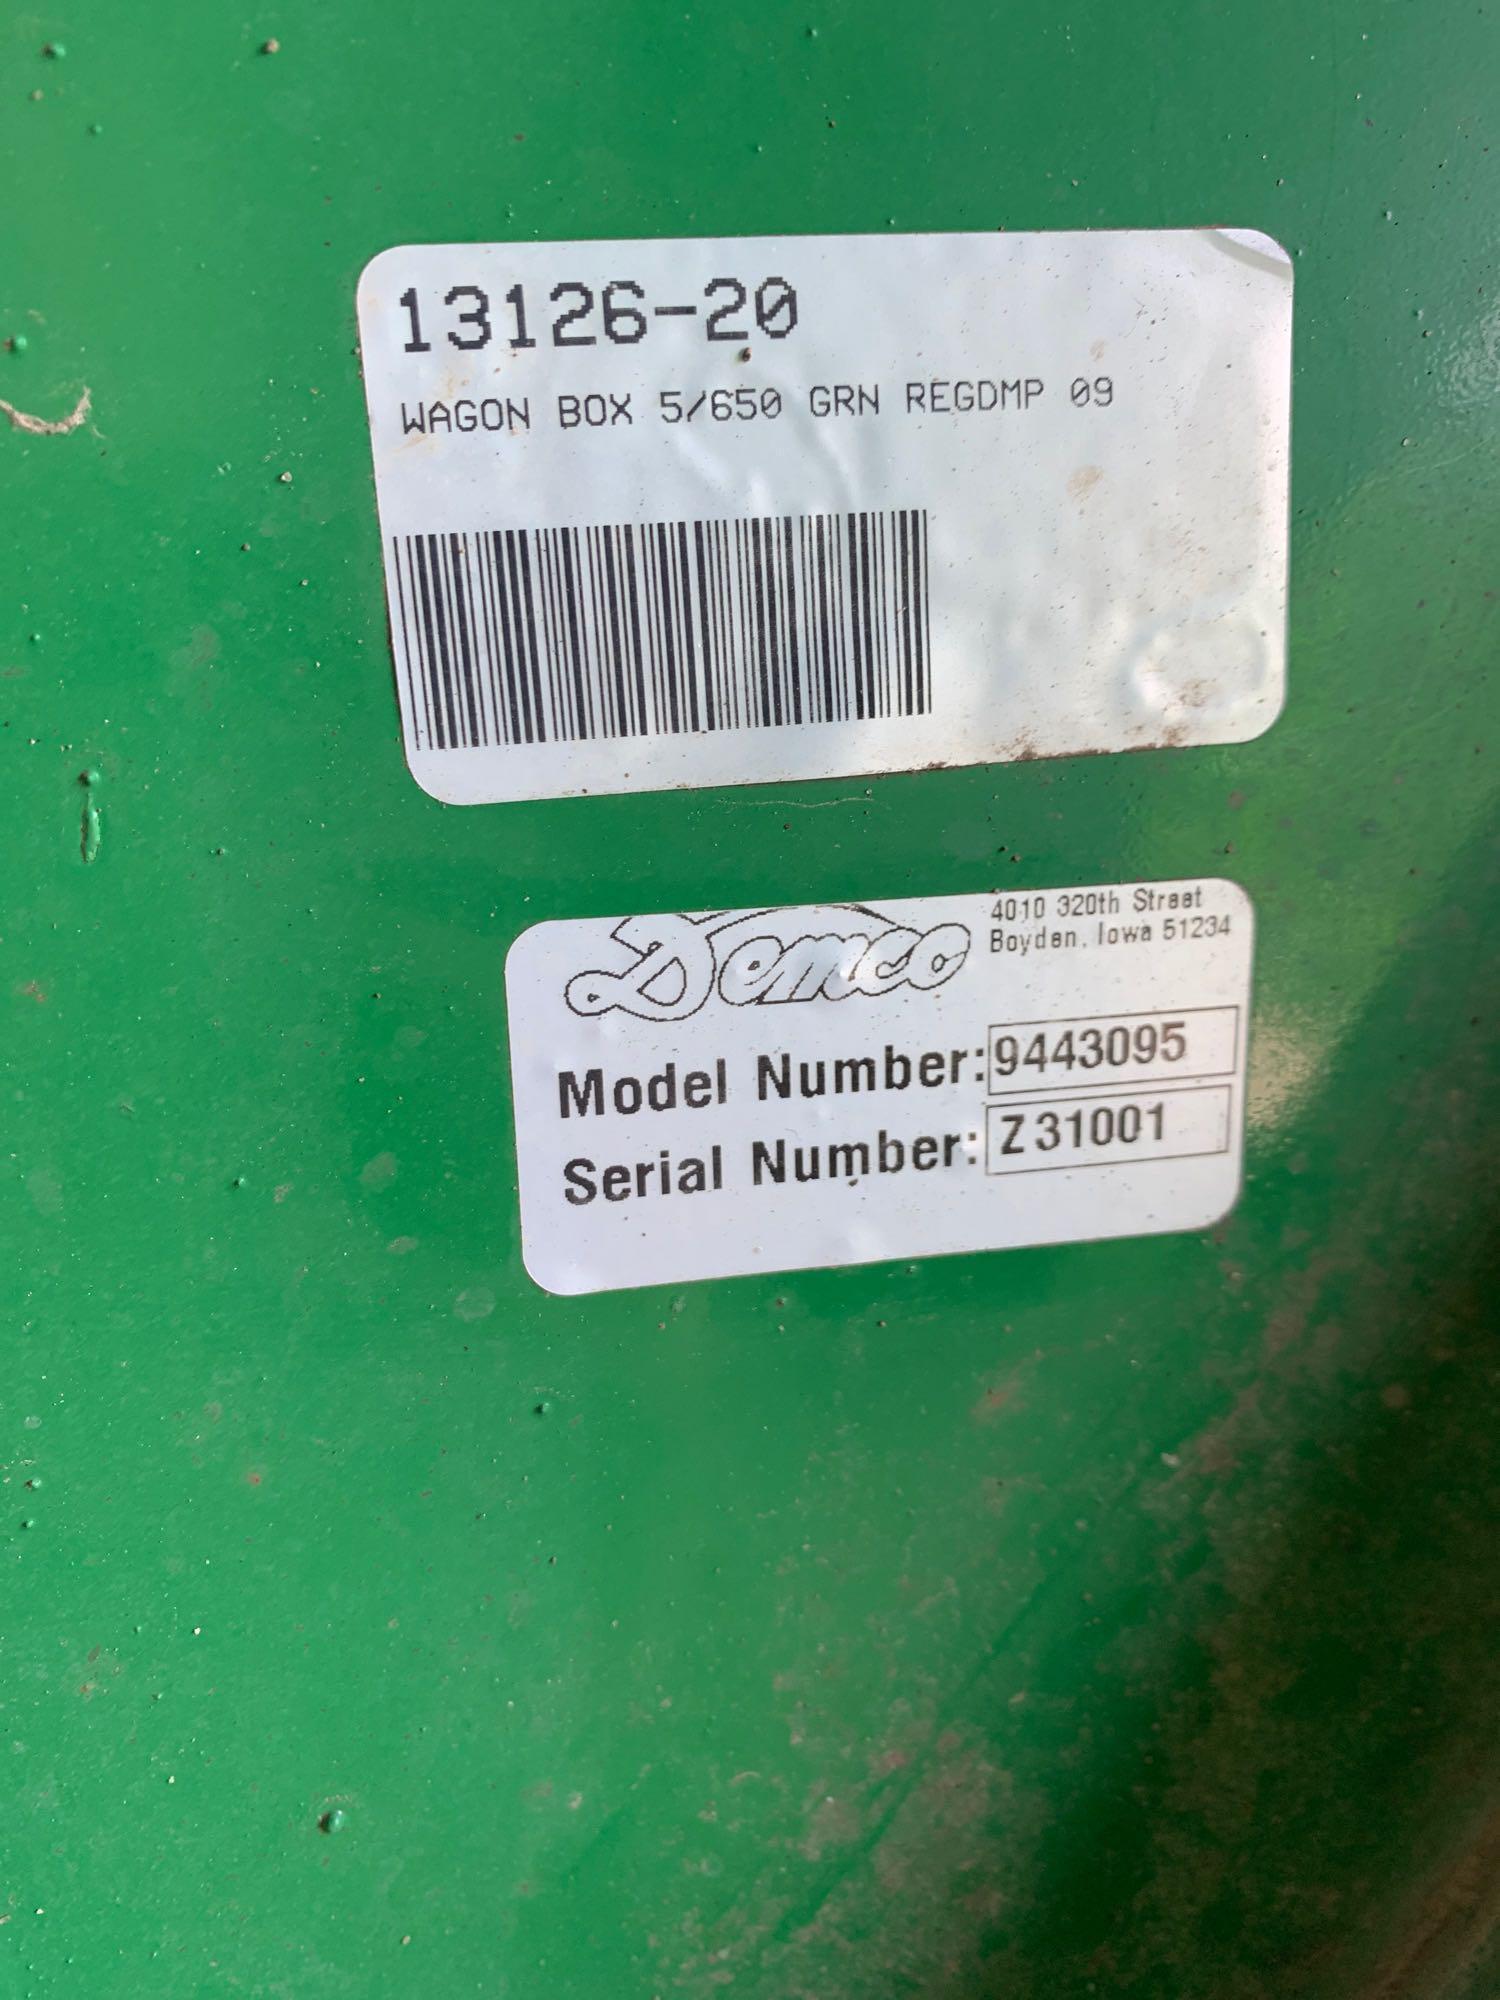 13126-20
WAGON BOX 5/650 GRN REGDMP 09
Demco
4010 320th Street
Boyden, Iowa 51234
Model Number: 9443095
Serial Number: Z31001